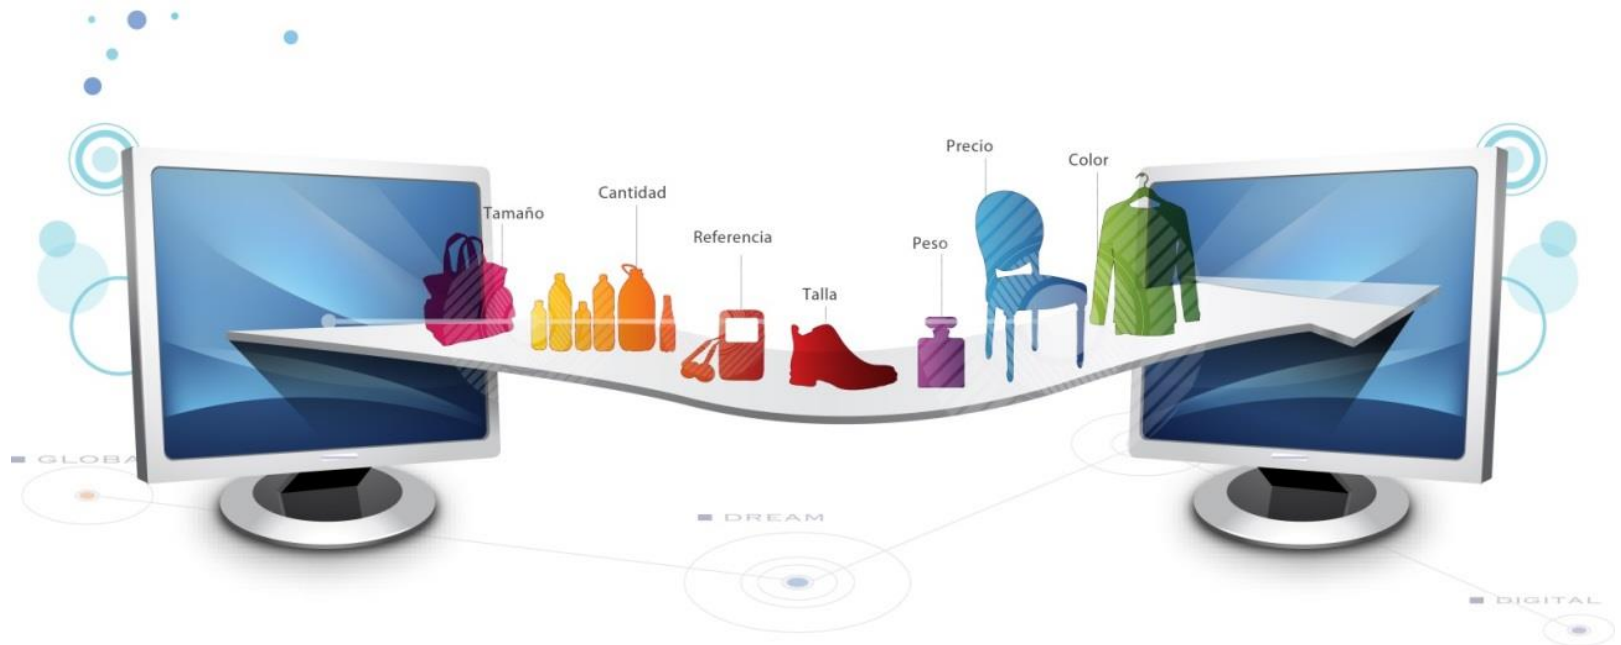 Precio
Color
Cantidad
Tamaño
Referencia
Peso
Talla
GLOBA
DREAM
DIGITAL